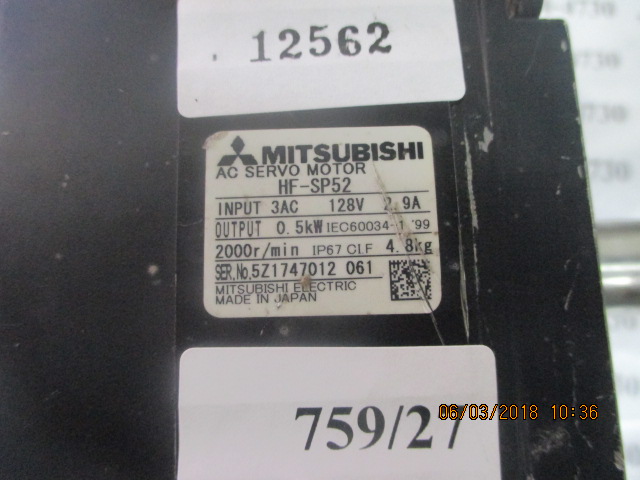 . 12562
MITSUBISHI
AC SERVO MOTOR
HF-SP52
INPUT 3AC 128V 2.9A
OUTPUT 0.5kW IEC60034-1 '99
2000r/min IP67 Cl.F 4.8kg
SER.No.5Z1747012 061
MITSUBISHI ELECTRIC
MADE IN JAPAN
759/27
06/03/2018 10:36